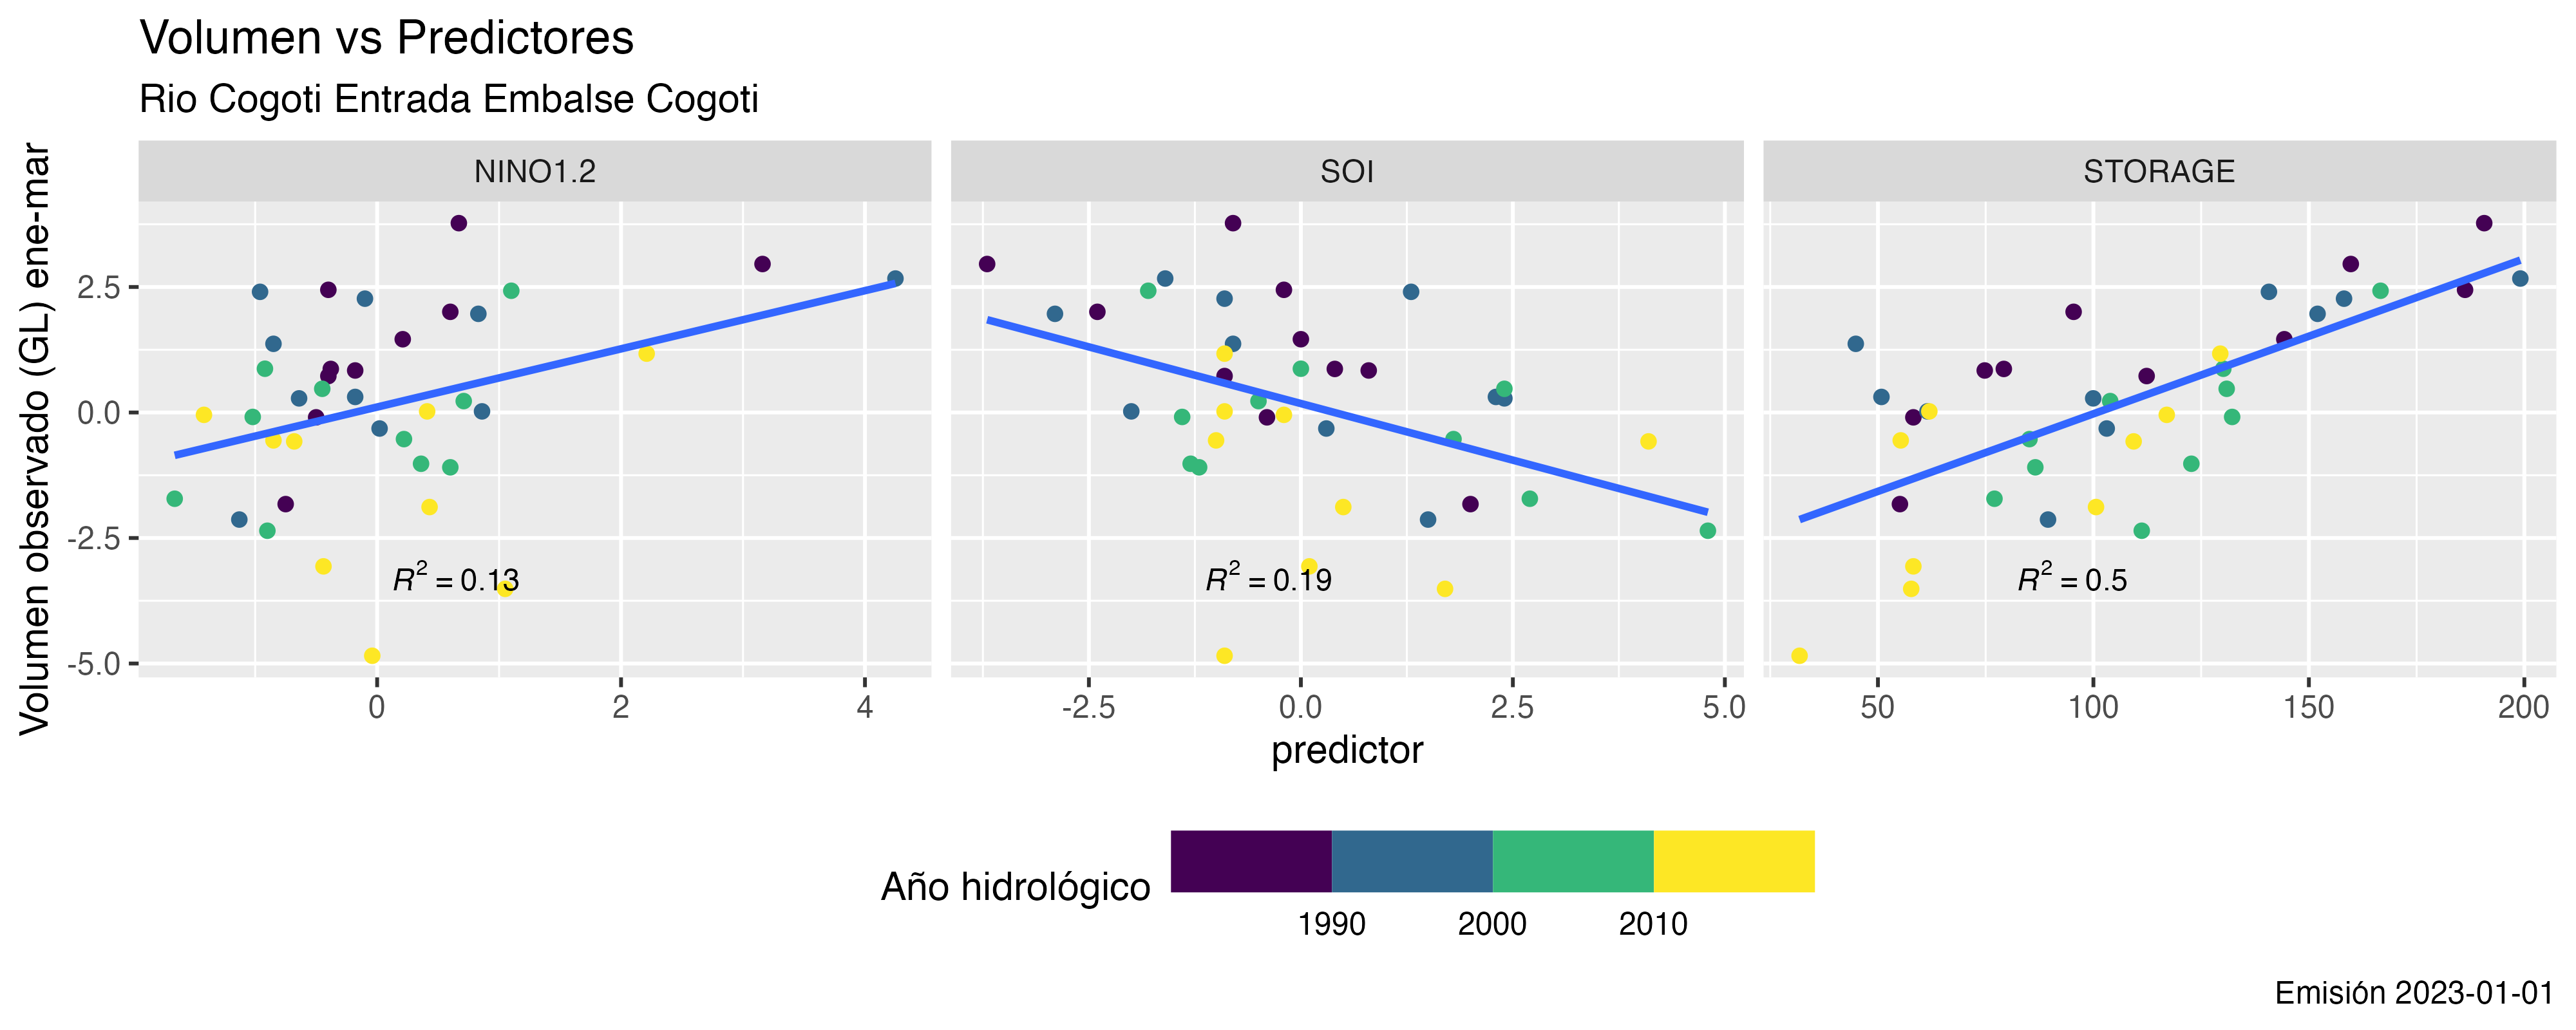 Volumen vs Predictores
Rio Cogoti Entrada Embalse Cogoti
Volumen observado (GL) ene-mar
NINO1.2
SOI
STORAGE
2.5
0.0
-2.5
-5.0
R² = 0.13
R² = 0.19
R² = 0.5
0 2 4
-2.5 0.0 2.5 5.0
50 100 150 200
predictor
Año hidrológico
1990 2000 2010
Emisión 2023-01-01